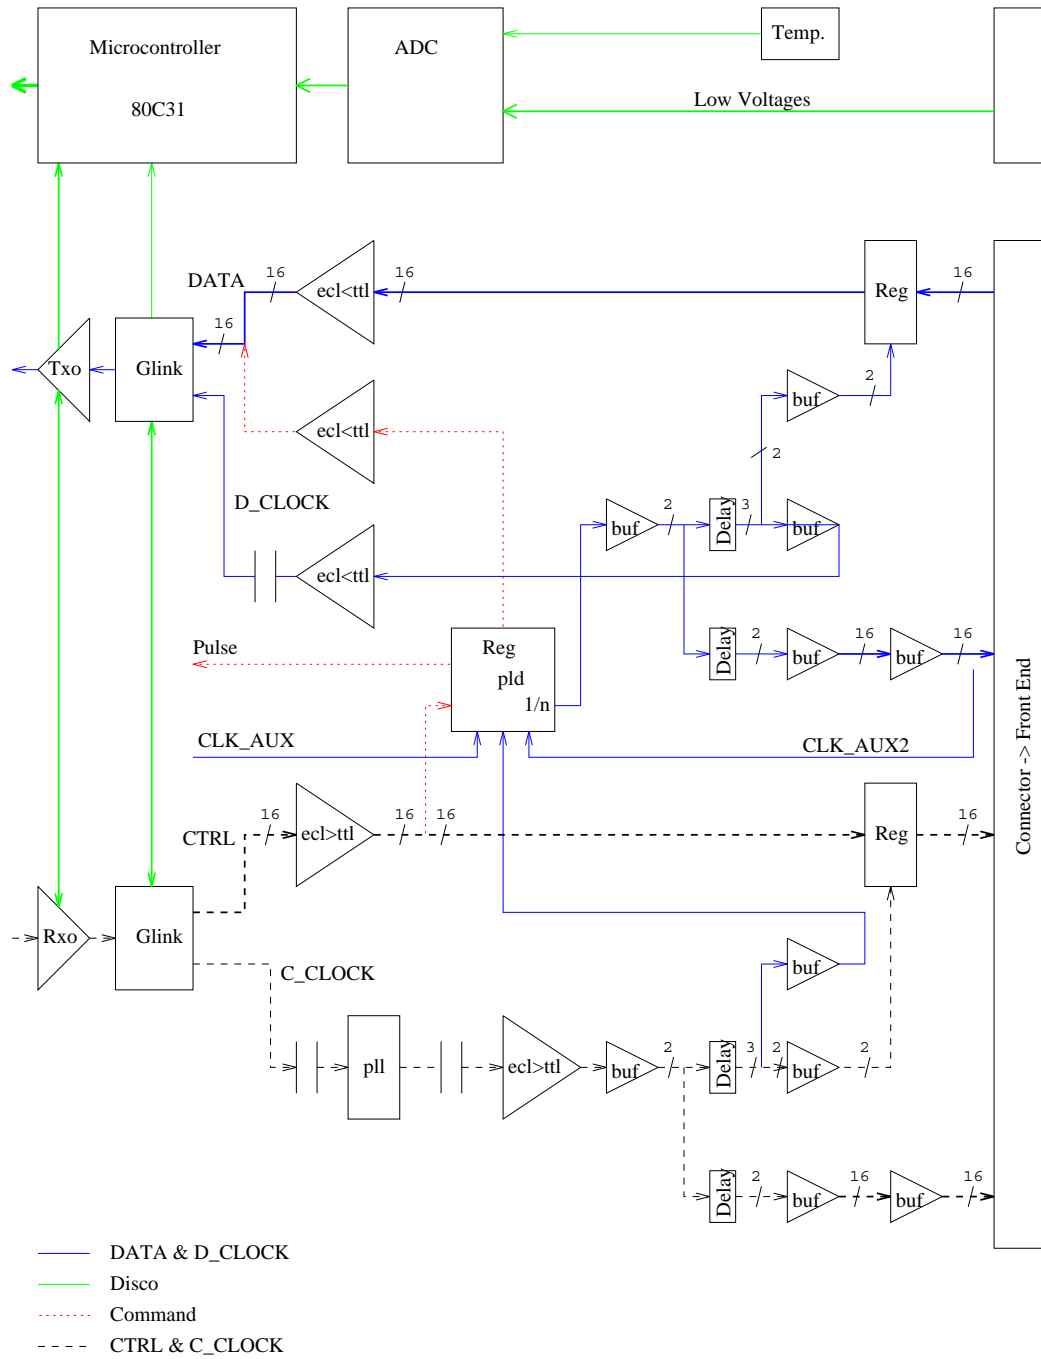 Microcontroller
80C31
ADC
Temp.
Low Voltages
DATA
16
ecl<ttl
16
Reg
16
16
Txo
Glink
buf
2
ecl<ttl
2
D_CLOCK
buf
2
Delay
3
buf
ecl<ttl
Pulse
Reg
pld
1/n
Delay
2
buf
16
buf
16
CLK_AUX
CLK_AUX2
Connector -> Front End
CTRL
16
ecl>ttl
16
16
Reg
16
Rxo
Glink
C_CLOCK
buf
pll
ecl>ttl
buf
2
Delay
3
2
buf
2
Delay
2
buf
16
buf
16
DATA & D_CLOCK
Disco
Command
CTRL & C_CLOCK